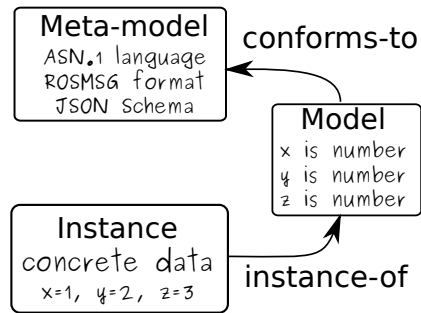 Meta-model
ASN.1 language
ROSMSG format
JSON Schema
conforms-to
Model
x is number
y is number
z is number
Instance
concrete data
x=1, y=2, z=3
instance-of